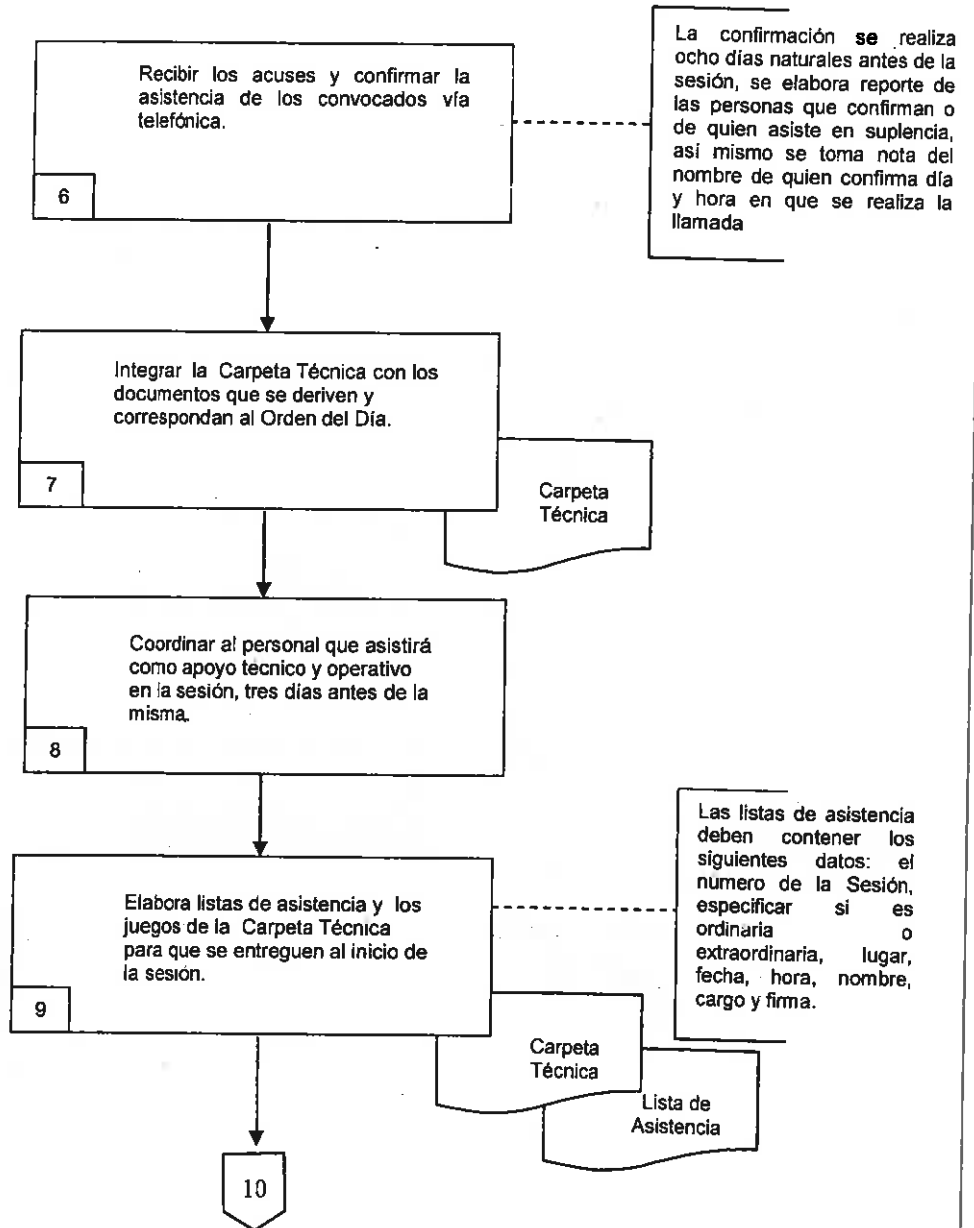 Recibir los acuses y confirmar la
asistencia de los convocados vía
telefónica.
6
La confirmación se realiza
ocho días naturales antes de la
sesión, se elabora reporte de
las personas que confirman o
de quien asiste en suplencia,
así mismo se toma nota del
nombre de quien confirma día
y hora en que se realiza la
llamada
Integrar la Carpeta Técnica con los
documentos que se deriven y
correspondan al Orden del Día.
7
Carpeta
Técnica
Coordinar al personal que asistirá
como apoyo técnico y operativo
en la sesión, tres días antes de la
misma.
8
Elabora listas de asistencia y los
juegos de la Carpeta Técnica
para que se entreguen al inicio de
la sesión.
9
Las listas de asistencia
deben contener los
siguientes datos: el
numero de la Sesión,
especificar si es
ordinaria o
extraordinaria, lugar,
fecha, hora, nombre,
cargo y firma.
Carpeta
Técnica
Lista de
Asistencia
10